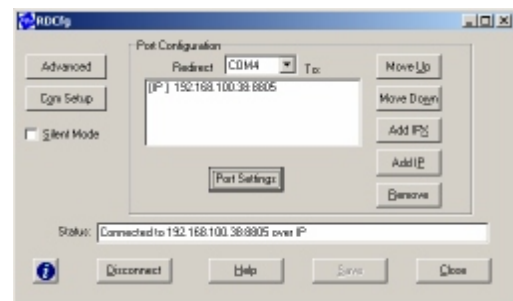 RDCfg
Port Configuration
Advanced
Redirect COM4 To:
Move Up
[IP ] 192.168.100.38:8805
Com Setup
Move Down
Silent Mode
Add IPX
Add IP
Port Settings
Remove
Status: Connected to 192.168.100.38:8805 over IP
Disconnect
Help
Save
Close